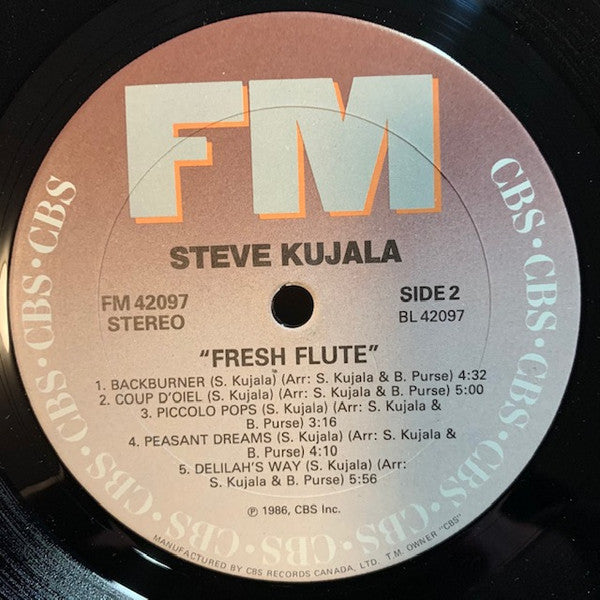 FM
STEVE KUJALA
FM 42097
STEREO
SIDE 2
BL 42097
"FRESH FLUTE"
1. BACKBURNER (S. Kujala) (Arr: S. Kujala & B. Purse) 4:32
2. COUP D'OIEL (S. Kujala) (Arr: S. Kujala & B. Purse) 5:00
3. PICCOLO POPS (S. Kujala) (Arr: S. Kujala &
B. Purse) 3:16
4. PEASANT DREAMS (S. Kujala) (Arr: S. Kujala &
B. Purse) 4:10
5. DELILAH'S WAY (S. Kujala) (Arr:
S. Kujala & B. Purse) 5:56
℗ 1986, CBS Inc.
CBS·CBS·CBS·CBS·CBS·CBS·CBS·CBS·CBS·CBS·CBS
MANUFACTURED BY CBS RECORDS CANADA, LTD. T.M. OWNER "CBS"